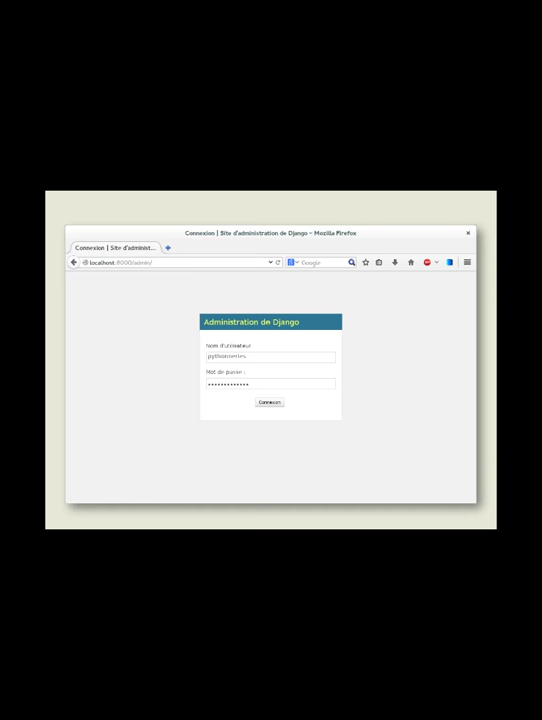 Connexion | Site d'administration de Django - Mozilla Firefox
Connexion | Site d'administ...
localhost:8000/admin/
Google
Administration de Django
Nom d'utilisateur
Mot de passe :
•••••••••••••
Connexion